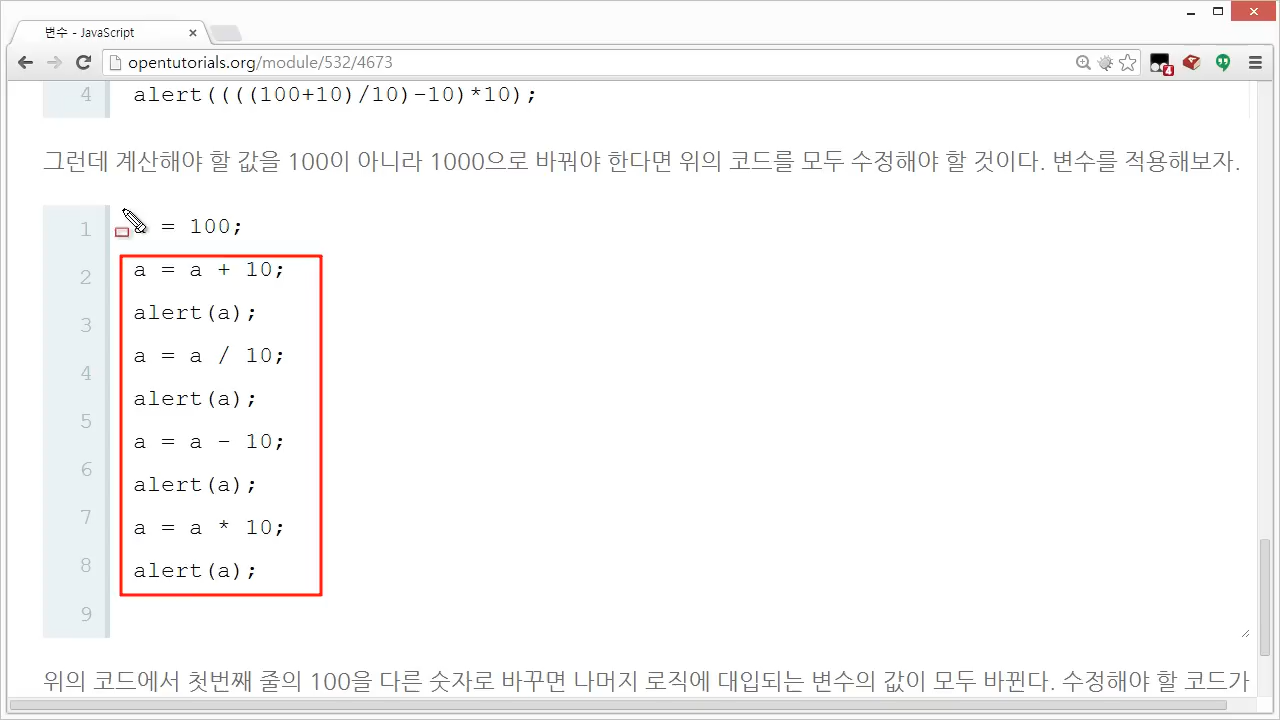 변수 - JavaScript
opentutorials.org/module/532/4673
4
4 alert((((100+10)/10)-10)*10);
그런데 계산해야 할 값을 100이 아니라 1000으로 바꿔야 한다면 위의 코드를 모두 수정해야 할 것이다. 변수를 적용해보자.
1 = 100;
2 a = a + 10;
3 alert(a);
4 a = a / 10;
5 alert(a);
6 a = a - 10;
7 alert(a);
8 a = a * 10;
9 alert(a);
위의 코드에서 첫번째 줄의 100을 다른 숫자로 바꾸면 나머지 로직에 대입되는 변수의 값이 모두 바뀐다. 수정해야 할 코드가